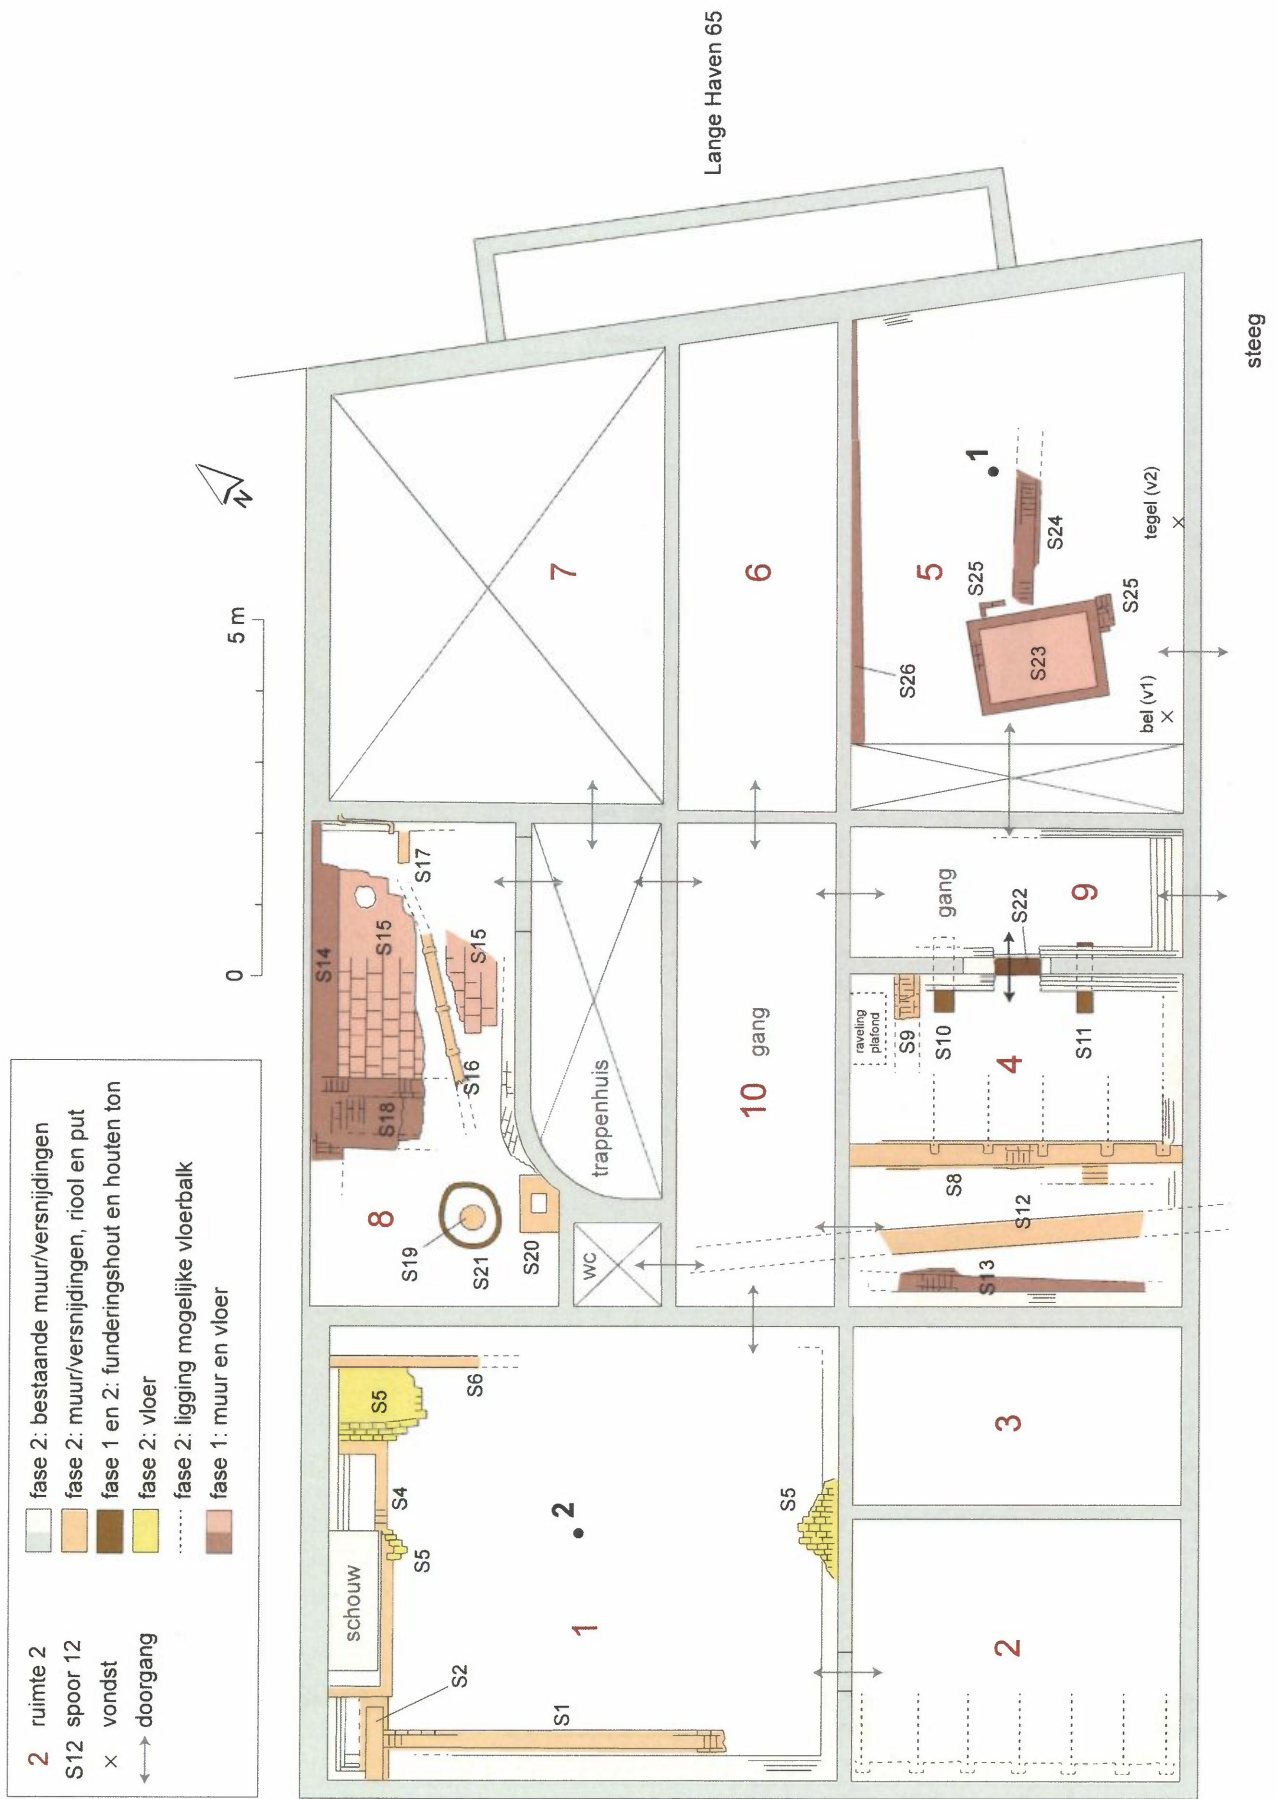 2 ruimte 2
S12 spoor 12
× vondst
doorgang
fase 2: bestaande muur/versnijdingen
fase 2: muur/versnijdingen, riool en put
fase 1 en 2: funderingshout en houten ton
fase 2: vloer
fase 2: ligging mogelijke vloerbalk
fase 1: muur en vloer
0
5 m
N
Lange Haven 65
steeg
schouw
S2
S1
S4
S5
S5
S5
S6
1
2
2
3
8
S14
S15
S15
S16
S17
S18
S19
S21
S20
wc
trappenhuis
10
gang
7
6
5
S26
S25
S25
S24
S23
1
bel (v1)
tegel (v2)
gang
9
S22
raveling
plafond
S9
S10
S11
4
S8
S12
S13